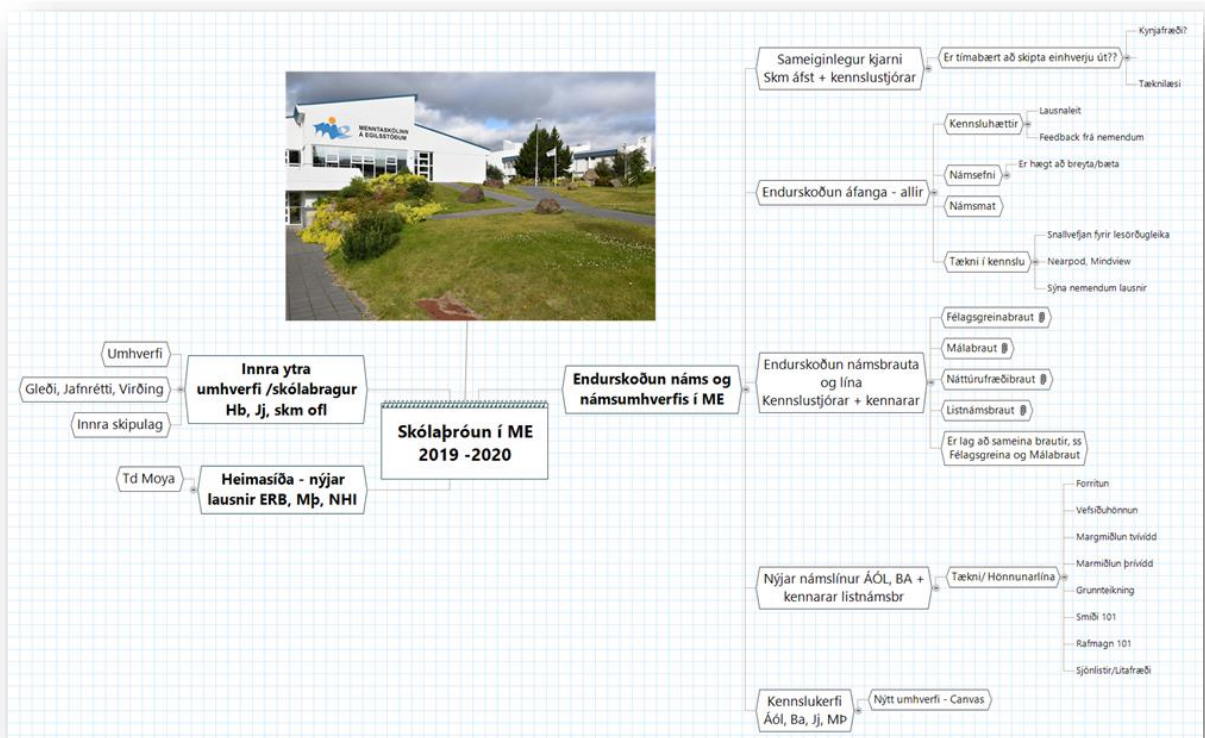 MENNTASKÓLINN
Á EGILSSTÖÐUM
Skólaþróun í ME
2019 -2020
Innra ytra
umhverfi /skólabragur
Hb, Jj, skm ofl
Umhverfi
Gleði, Jafnrétti, Virðing
Innra skipulag
Heimasíða - nýjar
lausnir ERB, Mþ, NHI
Td Moya
Endurskoðun náms og
námsumhverfis í ME
Sameiginlegur kjarni
Skm áfst + kennslustjórar
Er tímabært að skipta einhverju út??
Kynjafræði?
Tæknilæsi
Endurskoðun áfanga - allir
Kennsluhættir
Lausnaleit
Feedback frá nemendum
Námsefni
Er hægt að breyta/bæta
Námsmat
Tækni í kennslu
Snallvefjan fyrir lesörðugleika
Nearpod, Mindview
Sýna nemendum lausnir
Endurskoðun námsbrauta
og lína
Kennslustjórar + kennarar
Félagsgreinabraut
Málabraut
Náttúrufræðibraut
Listnámsbraut
Er lag að sameina brautir, ss
Félagsgreina og Málabraut
Nýjar námslínur ÁÓL, BA +
kennarar listnámsbr
Tækni/ Hönnunarlína
Forritun
Vefsíðuhönnun
Margmiðlun tvívídd
Marmiðlun þrívídd
Grunnteikning
Smíði 101
Rafmagn 101
Sjónlistir/Litafræði
Kennslukerfi
Áól, Ba, Jj, MÞ
Nýtt umhverfi - Canvas